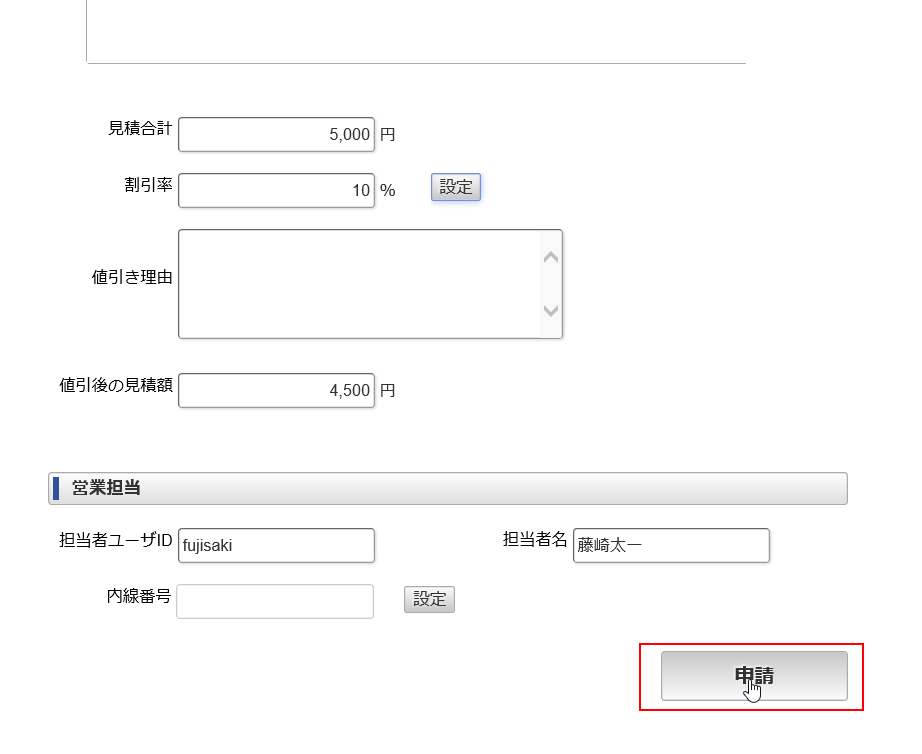 見積合計 5,000 円
割引率 10 % 設定
値引き理由
値引後の見積額 4,500 円
営業担当
担当者ユーザID fujisaki 担当者名 藤崎太一
内線番号 設定
申請